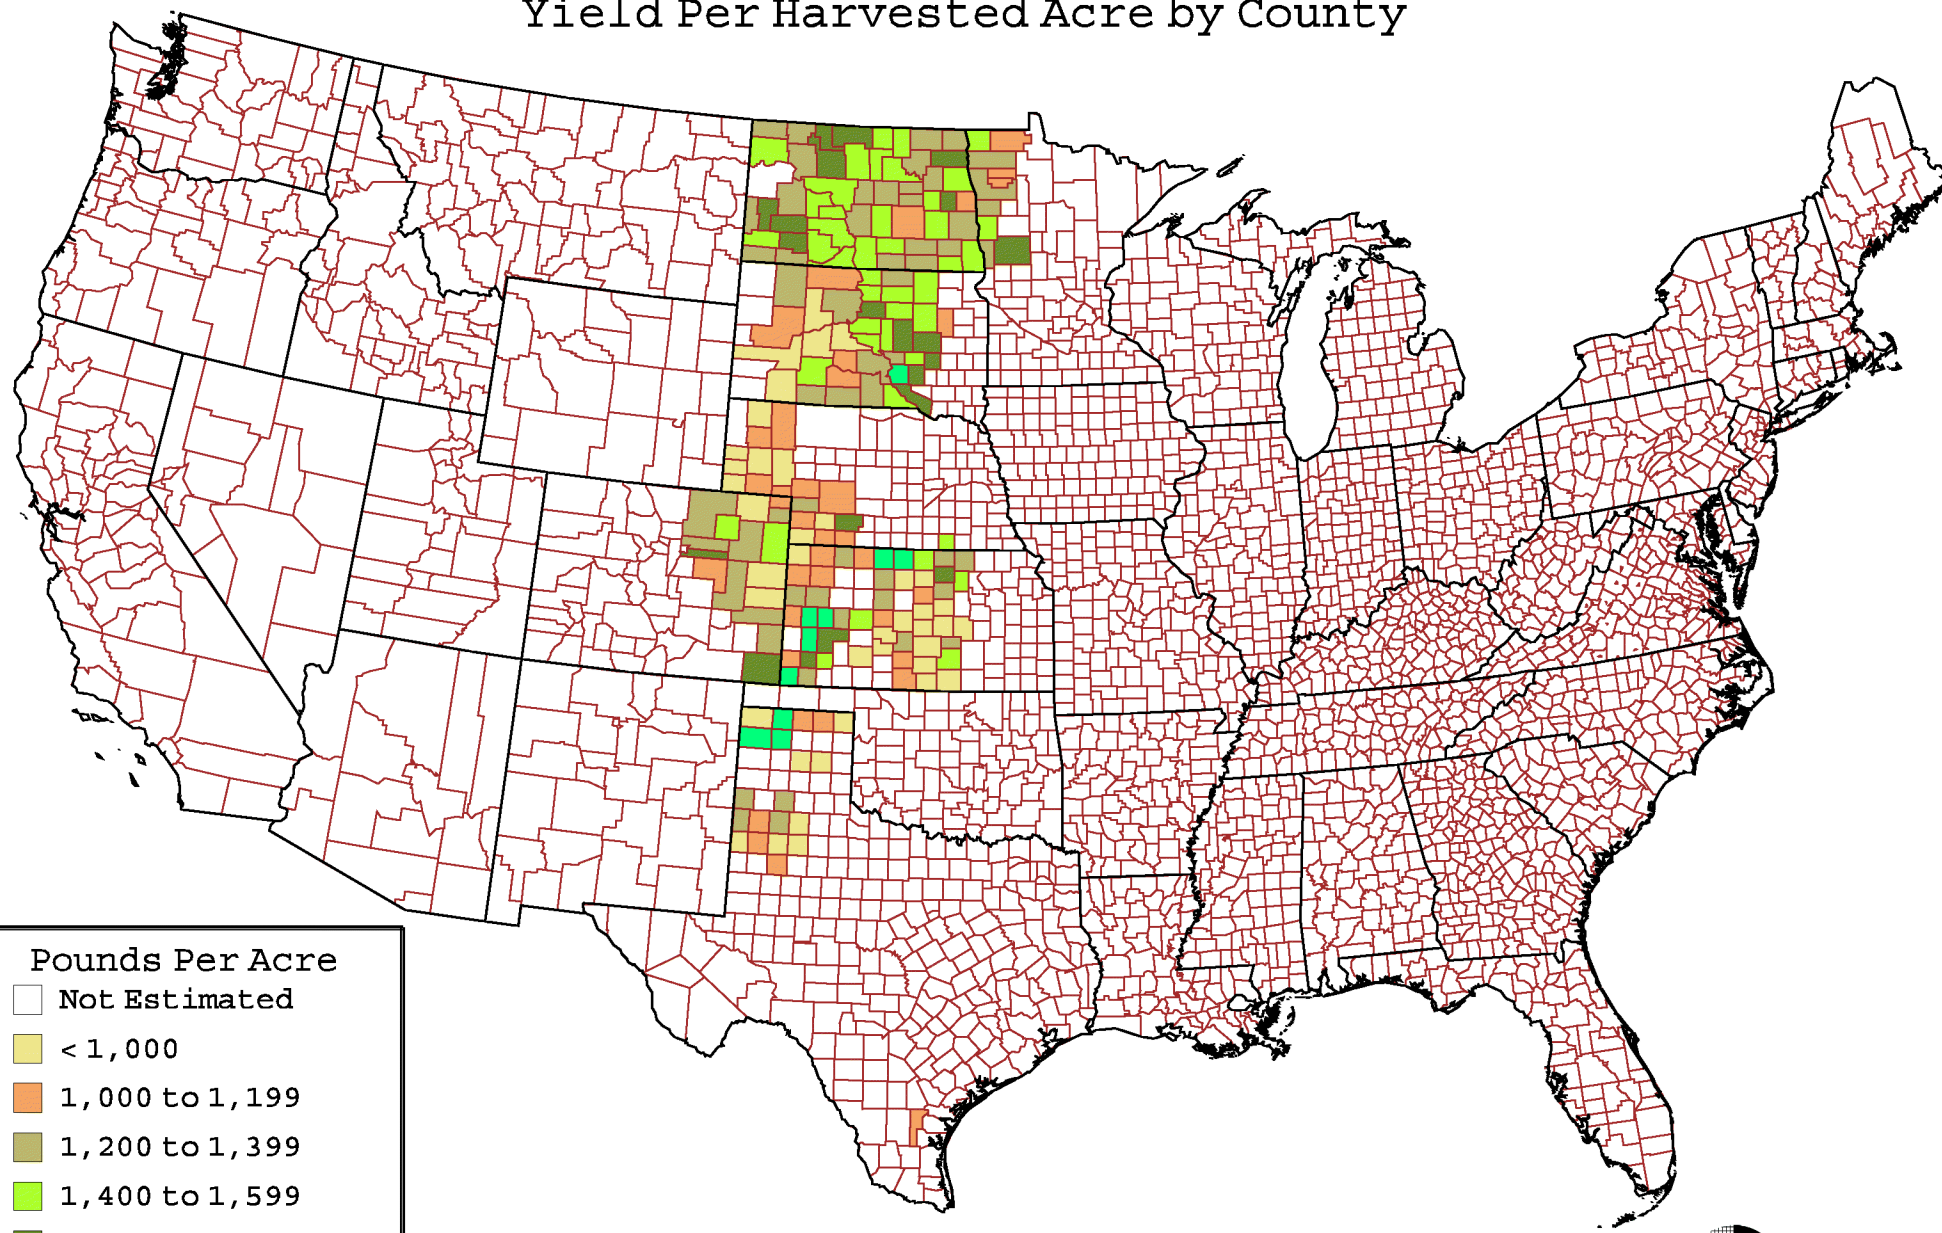 Yield Per Harvested Acre by County
Pounds Per Acre
Not Estimated
< 1,000
1,000 to 1,199
1,200 to 1,399
1,400 to 1,599